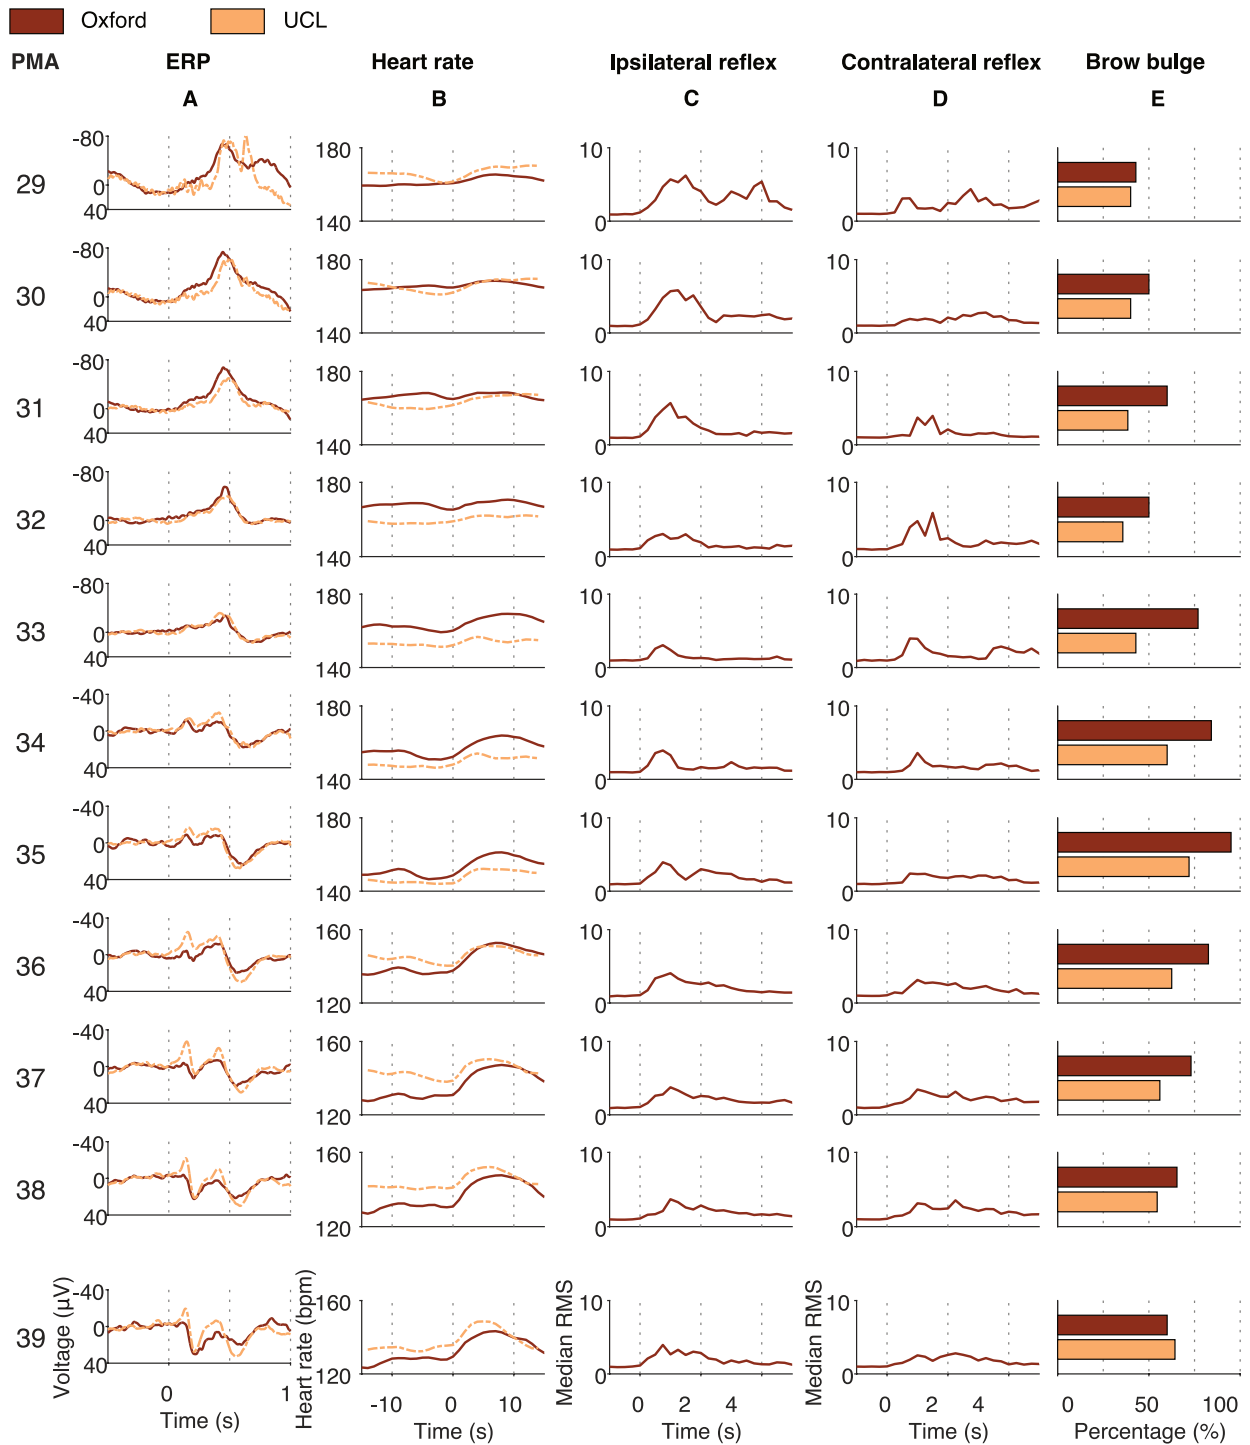 Oxford UCL
PMA ERP Heart rate Ipsilateral reflex Contralateral reflex Brow bulge
A B C D E
29 -80 0 40 180 140 10 0 10 0
30 -80 0 40 180 140 10 0 10 0
31 -80 0 40 180 140 10 0 10 0
32 -80 0 40 180 140 10 0 10 0
33 -80 0 40 180 140 10 0 10 0
34 -40 0 40 180 140 10 0 10 0
35 -40 0 40 180 140 10 0 10 0
36 -40 0 40 160 120 10 0 10 0
37 -40 0 40 160 120 10 0 10 0
38 -40 0 40 160 120 10 0 10 0
39 -40 0 40 160 120 10 0 10 0
Voltage (µV)
Heart rate (bpm)
Median RMS
Median RMS
0 1 -10 0 10 0 2 4 0 2 4 0 50 100
Time (s) Time (s) Time (s) Time (s) Percentage (%)